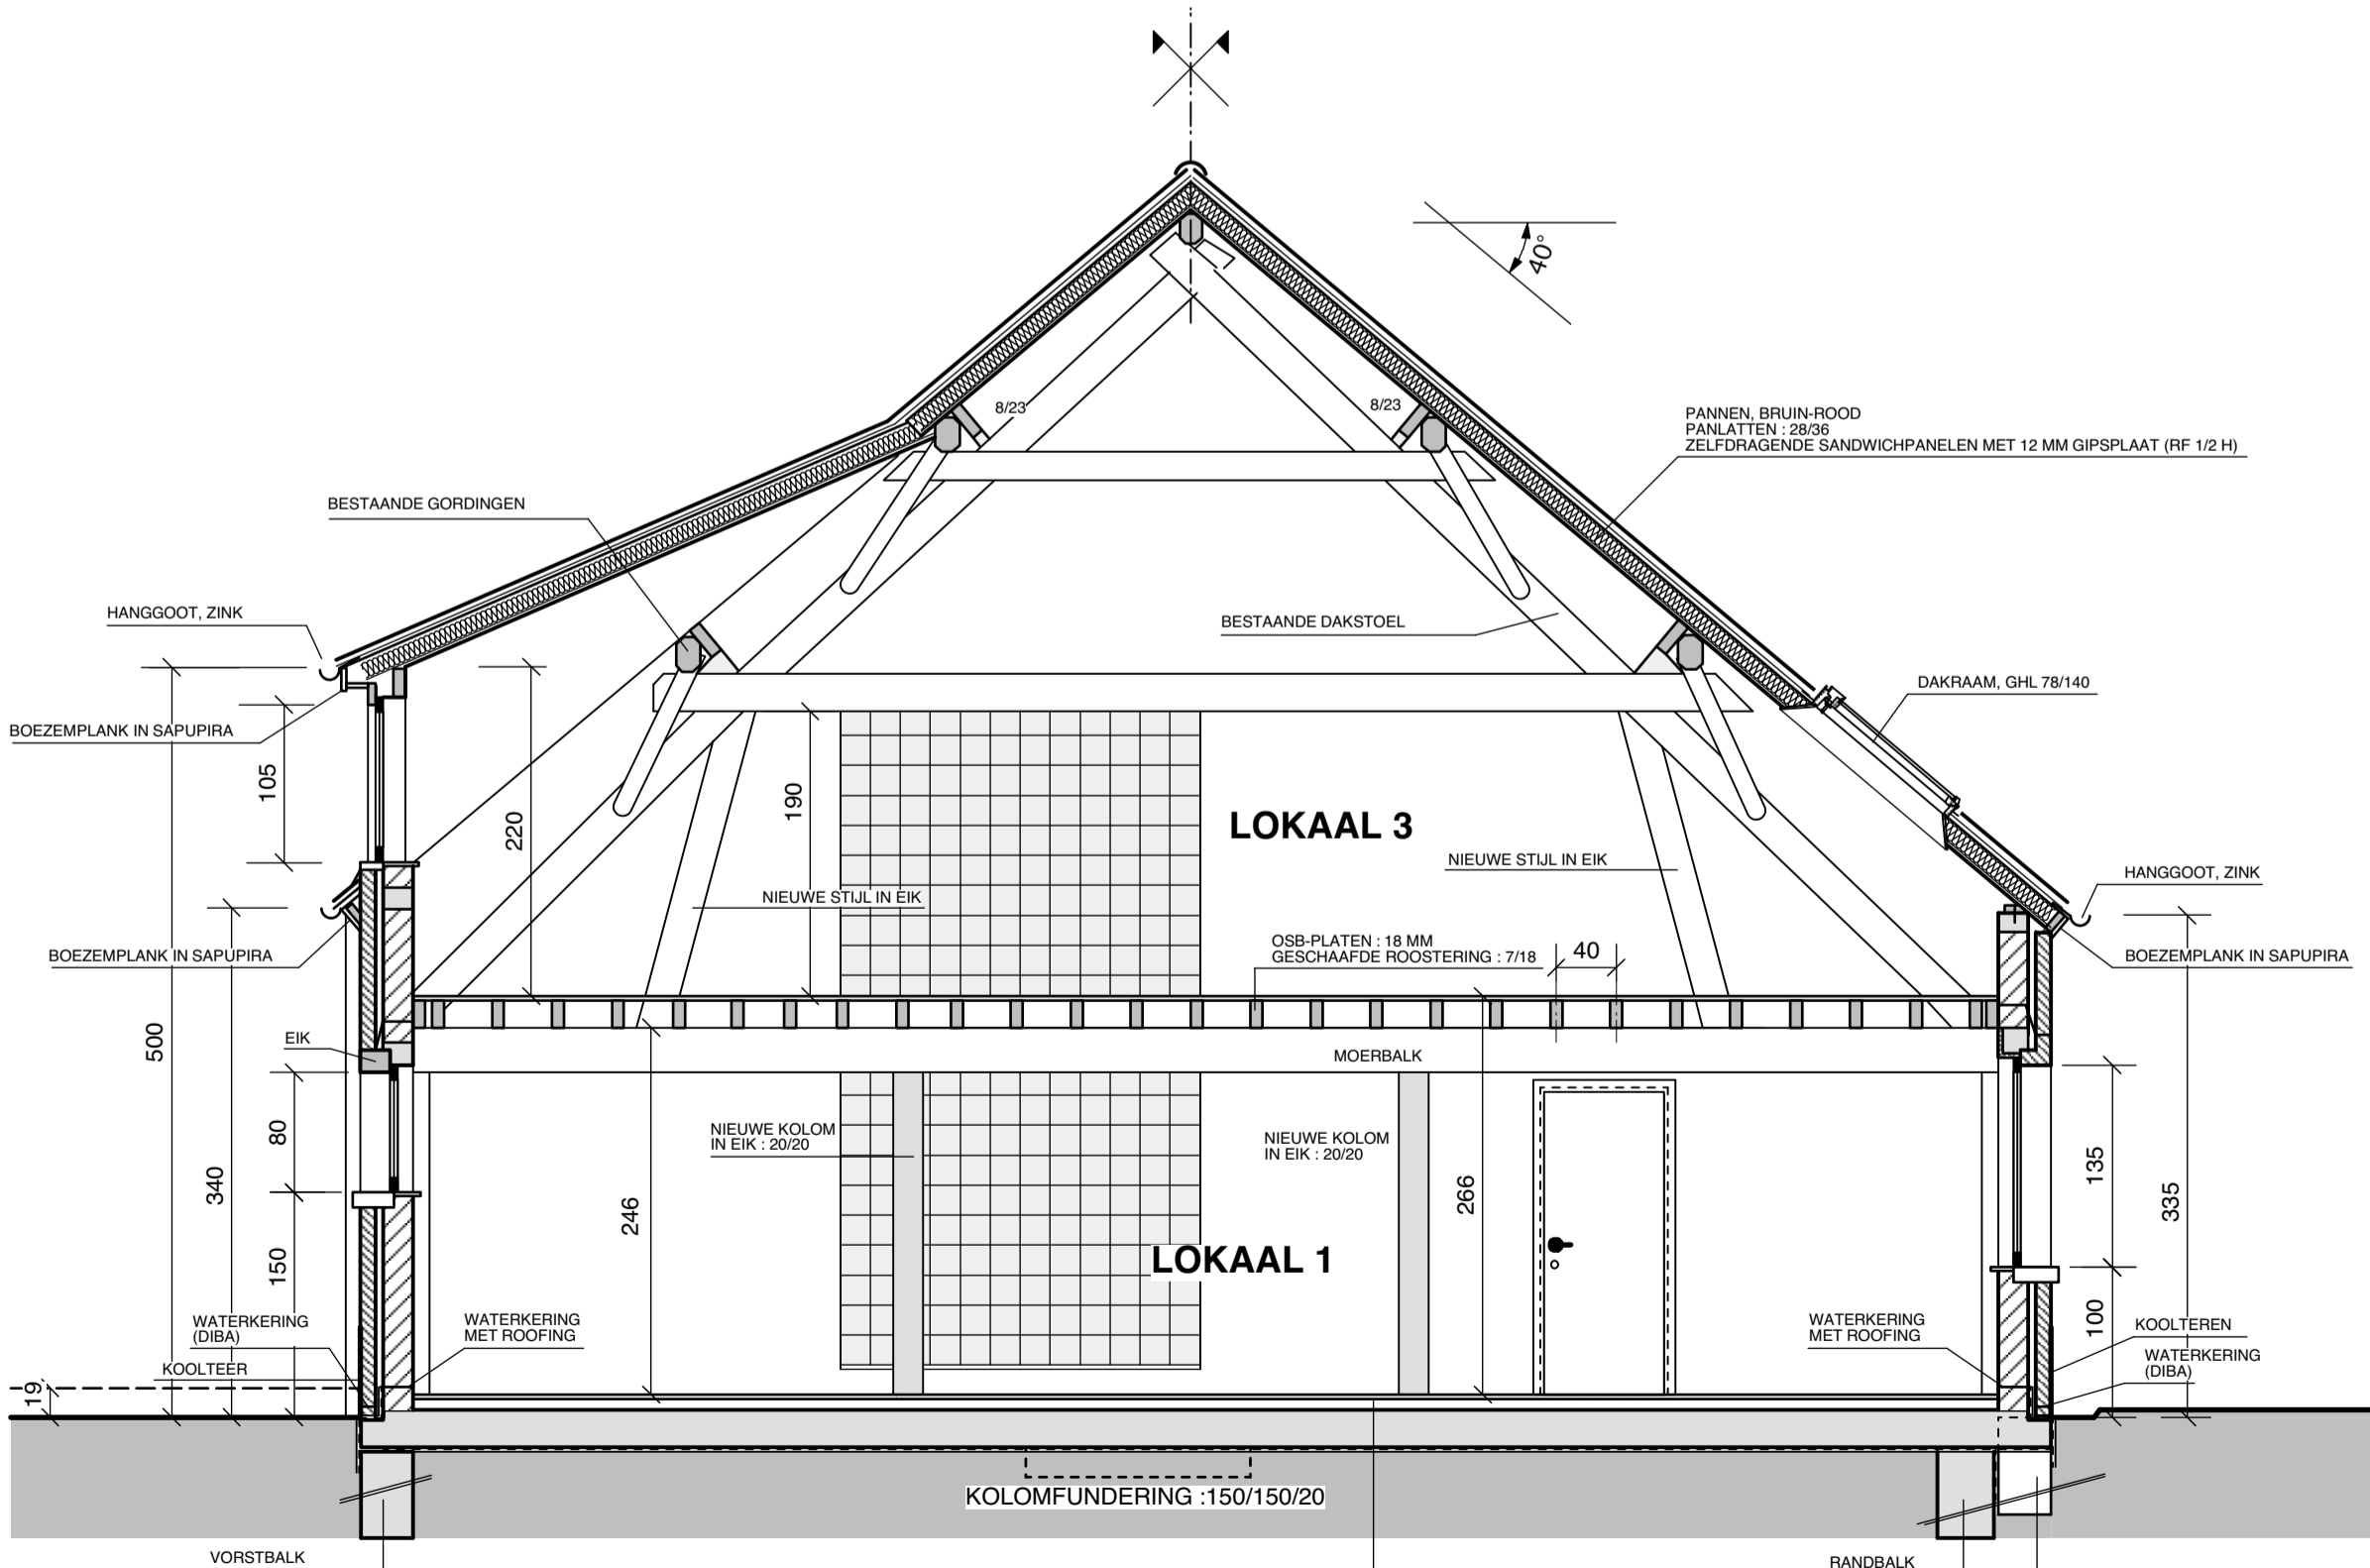 40°
8/23
8/23
PANNEN, BRUIN-ROOD
PANLATTEN : 28/36
ZELFDRAGENDE SANDWICHPANELEN MET 12 MM GIPSPLAAT (RF 1/2 H)
BESTAANDE GORDINGEN
HANGGOOT, ZINK
BESTAANDE DAKSTOEL
DAKRAAM, GHL 78/140
BOEZEMPLANK IN SAPUPIRA
105
220
190
LOKAAL 3
NIEUWE STIJL IN EIK
NIEUWE STIJL IN EIK
HANGGOOT, ZINK
BOEZEMPLANK IN SAPUPIRA
OSB-PLATEN : 18 MM
GESCHAAFDE ROOSTERING : 7/18
40
BOEZEMPLANK IN SAPUPIRA
500
EIK
MOERBALK
80
340
150
NIEUWE KOLOM
IN EIK : 20/20
NIEUWE KOLOM
IN EIK : 20/20
246
266
135
335
100
LOKAAL 1
WATERKERING
(DIBA)
KOOLTEER
WATERKERING
MET ROOFING
WATERKERING
MET ROOFING
KOOLTEREN
WATERKERING
(DIBA)
19
KOLOMFUNDERING :150/150/20
VORSTBALK
RANDBALK